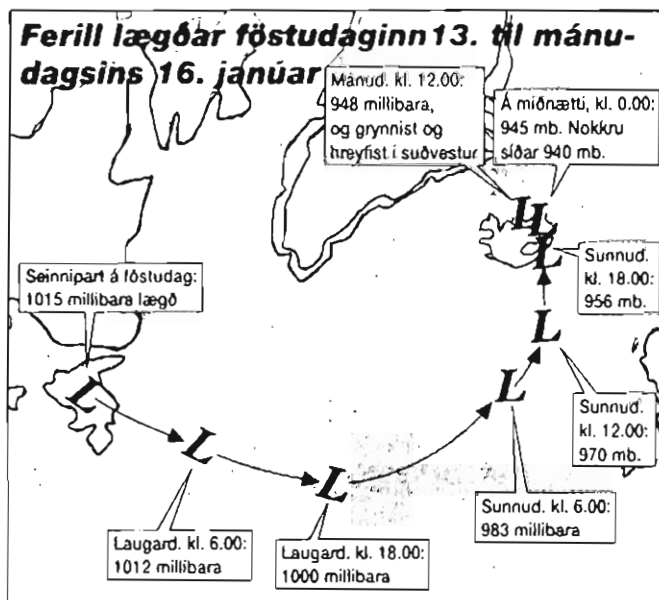 Ferill lægðar föstudaginn 13. til mánu-
dagsins 16. janúar
Mánud. kl. 12.00:
948 millibara,
og grynnist og
hreyfist í suðvestur
Á miðnætti, kl. 0.00:
945 mb. Nokkru
síðar 940 mb.
L
L
L
Sunnud.
kl. 18.00:
956 mb.
Seinnipart á föstudag:
1015 millibara lægð
L
L
L
L
L
Sunnud.
kl. 12.00:
970 mb.
Sunnud. kl. 6.00:
983 millibara
Laugard. kl. 6.00:
1012 millibara
Laugard. kl. 18.00:
1000 millibara